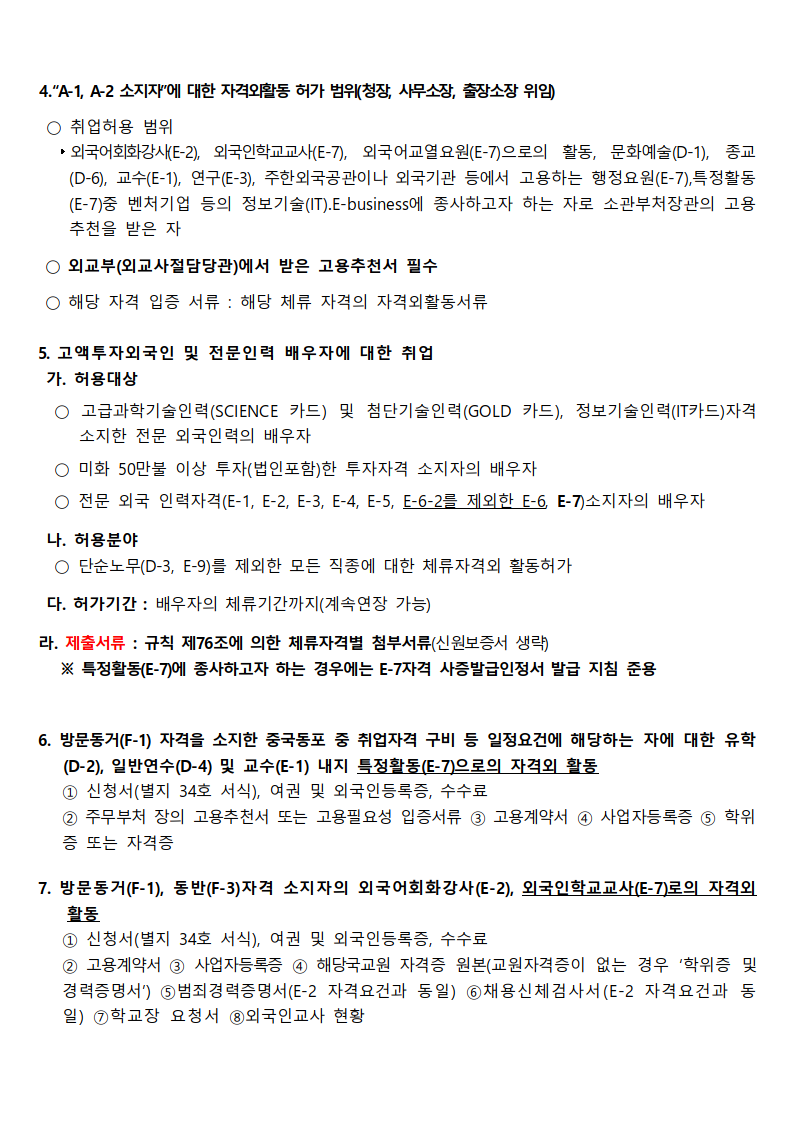 4."A-1, A-2 소지자"에 대한 자격외활동 허가 범위(청장, 사무소장, 출장소장 위임)
○ 취업허용 범위
‣ 외국어회화강사(E-2), 외국인학교교사(E-7), 외국어교열요원(E-7)으로의 활동, 문화예술(D-1), 종교
(D-6), 교수(E-1), 연구(E-3), 주한외국공관이나 외국기관 등에서 고용하는 행정요원(E-7),특정활동
(E-7)중 벤처기업 등의 정보기술(IT).E-business에 종사하고자 하는 자로 소관부처장관의 고용
추천을 받은 자
○ 외교부(외교사절담당관)에서 받은 고용추천서 필수
○ 해당 자격 입증 서류 : 해당 체류 자격의 자격외활동서류
5. 고액투자외국인 및 전문인력 배우자에 대한 취업
가. 허용대상
○ 고급과학기술인력(SCIENCE 카드) 및 첨단기술인력(GOLD 카드), 정보기술인력(IT카드)자격
소지한 전문 외국인력의 배우자
○ 미화 50만불 이상 투자(법인포함)한 투자자격 소지자의 배우자
○ 전문 외국 인력자격(E-1, E-2, E-3, E-4, E-5, E-6-2를 제외한 E-6, E-7)소지자의 배우자
나. 허용분야
○ 단순노무(D-3, E-9)를 제외한 모든 직종에 대한 체류자격외 활동허가
다. 허가기간 : 배우자의 체류기간까지(계속연장 가능)
라. 제출서류 : 규칙 제76조에 의한 체류자격별 첨부서류(신원보증서 생략)
※ 특정활동(E-7)에 종사하고자 하는 경우에는 E-7자격 사증발급인정서 발급 지침 준용
6. 방문동거(F-1) 자격을 소지한 중국동포 중 취업자격 구비 등 일정요건에 해당하는 자에 대한 유학
(D-2), 일반연수(D-4) 및 교수(E-1) 내지 특정활동(E-7)으로의 자격외 활동
① 신청서(별지 34호 서식), 여권 및 외국인등록증, 수수료
② 주무부처 장의 고용추천서 또는 고용필요성 입증서류 ③ 고용계약서 ④ 사업자등록증 ⑤ 학위
증 또는 자격증
7. 방문동거(F-1), 동반(F-3)자격 소지자의 외국어회화강사(E-2), 외국인학교교사(E-7)로의 자격외
활동
① 신청서(별지 34호 서식), 여권 및 외국인등록증, 수수료
② 고용계약서 ③ 사업자등록증 ④ 해당국교원 자격증 원본(교원자격증이 없는 경우 '학위증 및
경력증명서') ⑤범죄경력증명서(E-2 자격요건과 동일) ⑥채용신체검사서(E-2 자격요건과 동
일) ⑦학교장 요청서 ⑧외국인교사 현황